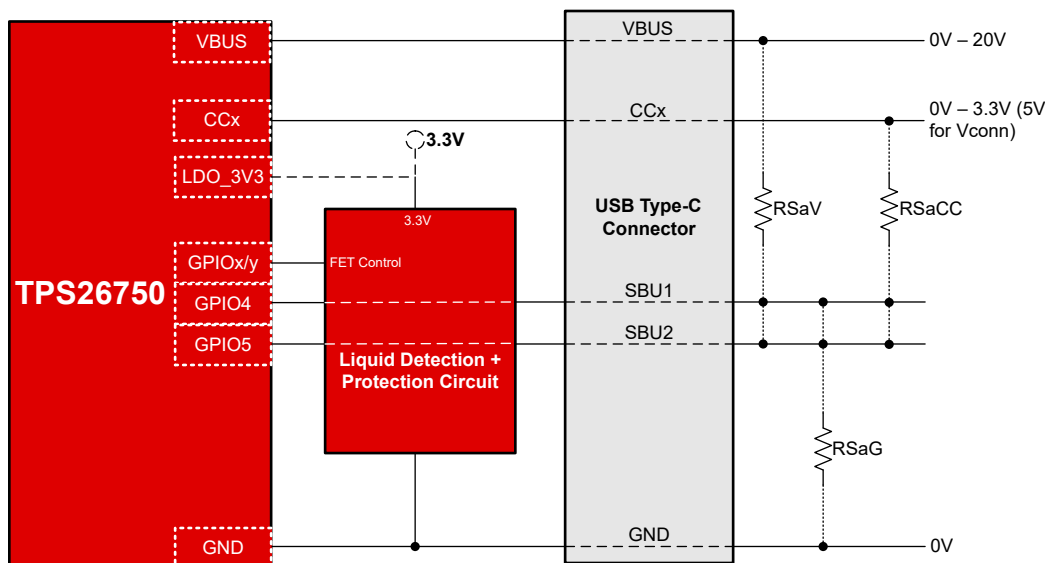 VBUS
VBUS
0V – 20V
CCx
CCx
0V – 3.3V (5V
for Vconn)
3.3V
LDO_3V3
3.3V
USB Type-C
Connector
RSaV
RSaCC
GPIOx/y
FET Control
TPS26750
GPIO4
SBU1
GPIO5
SBU2
Liquid Detection +
Protection Circuit
RSaG
GND
GND
0V